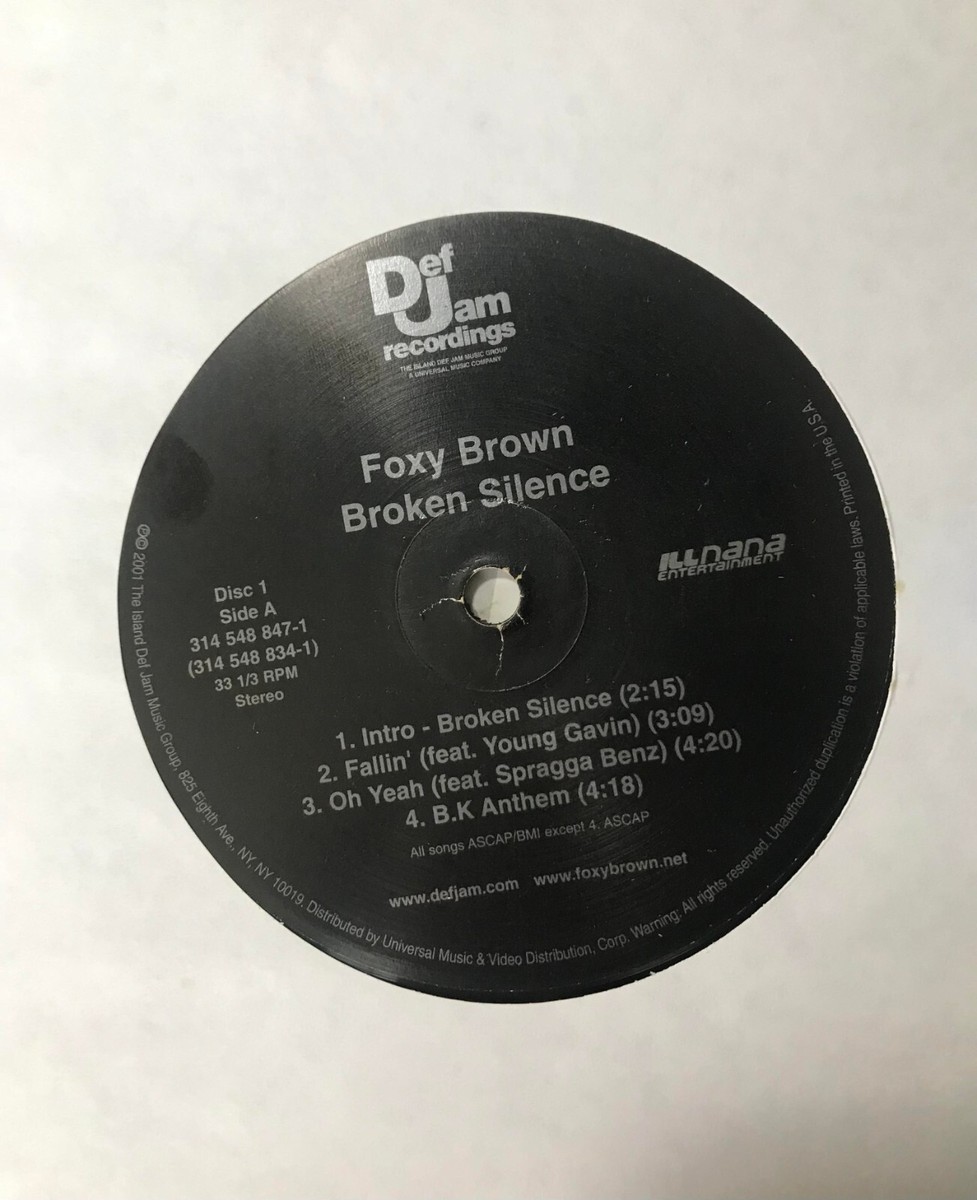 Def Jam
recordings
THE ISLAND DEF JAM MUSIC GROUP
A UNIVERSAL MUSIC COMPANY
Foxy Brown
Broken Silence
ILL nana
ENTERTAINMENT
Disc 1
Side A
314 548 847-1
(314 548 834-1)
33 1/3 RPM
Stereo
1. Intro - Broken Silence (2:15)
2. Fallin' (feat. Young Gavin) (3:09)
3. Oh Yeah (feat. Spragga Benz) (4:20)
4. B.K Anthem (4:18)
All songs ASCAP/BMI except 4. ASCAP
www.defjam.com www.foxybrown.net
℗© 2001 The Island Def Jam Music Group, 825 Eighth Ave., NY, NY 10019. Distributed by Universal Music & Video Distribution, Corp. Warning: All rights reserved. Unauthorized duplication is a violation of applicable laws. Printed in the U.S.A.